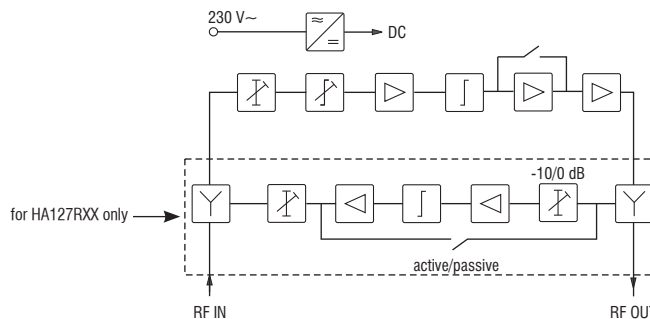 230 V~
DC
-10/0 dB
for HA127RXX only
active/passive
RF IN
RF OUT